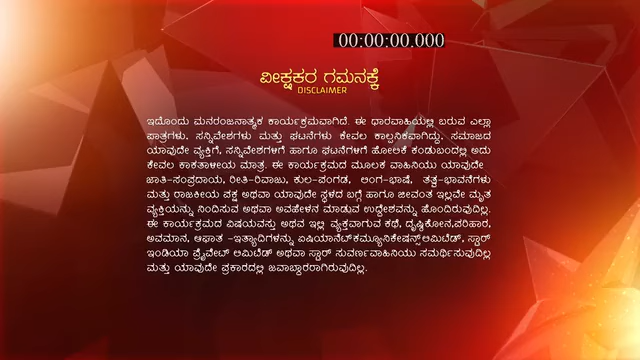 00:00:00.000
ವೀಕ್ಷಕರ ಗಮನಕ್ಕೆ
DISCLAIMER
ಇದೊಂದು ಮನರಂಜನಾತ್ಮಕ ಕಾರ್ಯಕ್ರಮವಾಗಿದೆ. ಈ ಧಾರವಾಹಿಯಲ್ಲಿ ಬರುವ ಎಲ್ಲಾ
ಪಾತ್ರಗಳು, ಸನ್ನಿವೇಶಗಳು ಮತ್ತು ಘಟನೆಗಳು ಕೇವಲ ಕಾಲ್ಪನಿಕವಾಗಿದ್ದು, ಸಮಾಜದ
ಯಾವುದೇ ವ್ಯಕ್ತಿಗೆ, ಸನ್ನಿವೇಶಗಳಿಗೆ ಹಾಗೂ ಘಟನೆಗಳಿಗೆ ಹೋಲಿಕೆ ಕಂಡುಬಂದಲ್ಲಿ ಅದು
ಕೇವಲ ಕಾಕತಾಳೀಯ ಮಾತ್ರ. ಈ ಕಾರ್ಯಕ್ರಮದ ಮೂಲಕ ವಾಹಿನಿಯು ಯಾವುದೇ
ಜಾತಿ-ಸಂಪ್ರದಾಯ, ರೀತಿ-ರಿವಾಜು, ಕುಲ-ಪಂಗಡ, ಲಿಂಗ-ಭಾಷೆ, ತತ್ವ-ಭಾವನೆಗಳು
ಮತ್ತು ರಾಜಕೀಯ ಪಕ್ಷ ಅಥವಾ ಯಾವುದೇ ಸ್ಥಳದ ಬಗ್ಗೆ ಹಾಗೂ ಜೀವಂತ ಇಲ್ಲವೇ ಮೃತ
ವ್ಯಕ್ತಿಯನ್ನು ನಿಂದಿಸುವ ಅಥವಾ ಅವಹೇಳನ ಮಾಡುವ ಉದ್ದೇಶವನ್ನು ಹೊಂದಿರುವುದಿಲ್ಲ.
ಈ ಕಾರ್ಯಕ್ರಮದ ವಿಷಯವಸ್ತು ಅಥವ ಇಲ್ಲಿ ವ್ಯಕ್ತವಾಗುವ ಕಥೆ, ದೃಷ್ಟಿಕೋನ,ಪರಿಹಾರ,
ಅವಮಾನ, ಆಘಾತ -ಇತ್ಯಾದಿಗಳನ್ನು ಏಷಿಯಾನೆಟ್ ಕಮ್ಯೂನಿಕೇಷನ್ಸ್ ಲಿಮಿಟೆಡ್, ಸ್ಟಾರ್
ಇಂಡಿಯಾ ಪ್ರೈವೇಟ್ ಲಿಮಿಟೆಡ್ ಅಥವಾ ಸ್ಟಾರ್ ಸುವರ್ಣವಾಹಿನಿಯು ಸಮರ್ಥಿಸುವುದಿಲ್ಲ
ಮತ್ತು ಯಾವುದೇ ಪ್ರಕಾರದಲ್ಲಿ ಜವಾಬ್ದಾರರಾಗಿರುವುದಿಲ್ಲ.